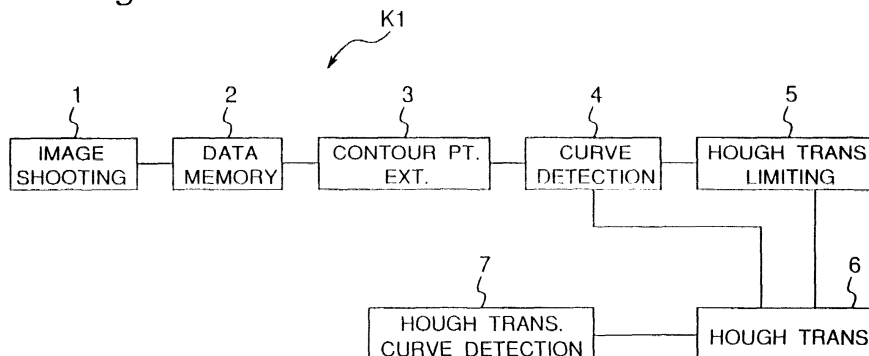 K1
1
2
3
4
5
IMAGE
SHOOTING
DATA
MEMORY
CONTOUR PT.
EXT.
CURVE
DETECTION
HOUGH TRANS
LIMITING
7
6
HOUGH TRANS.
CURVE DETECTION
HOUGH TRANS